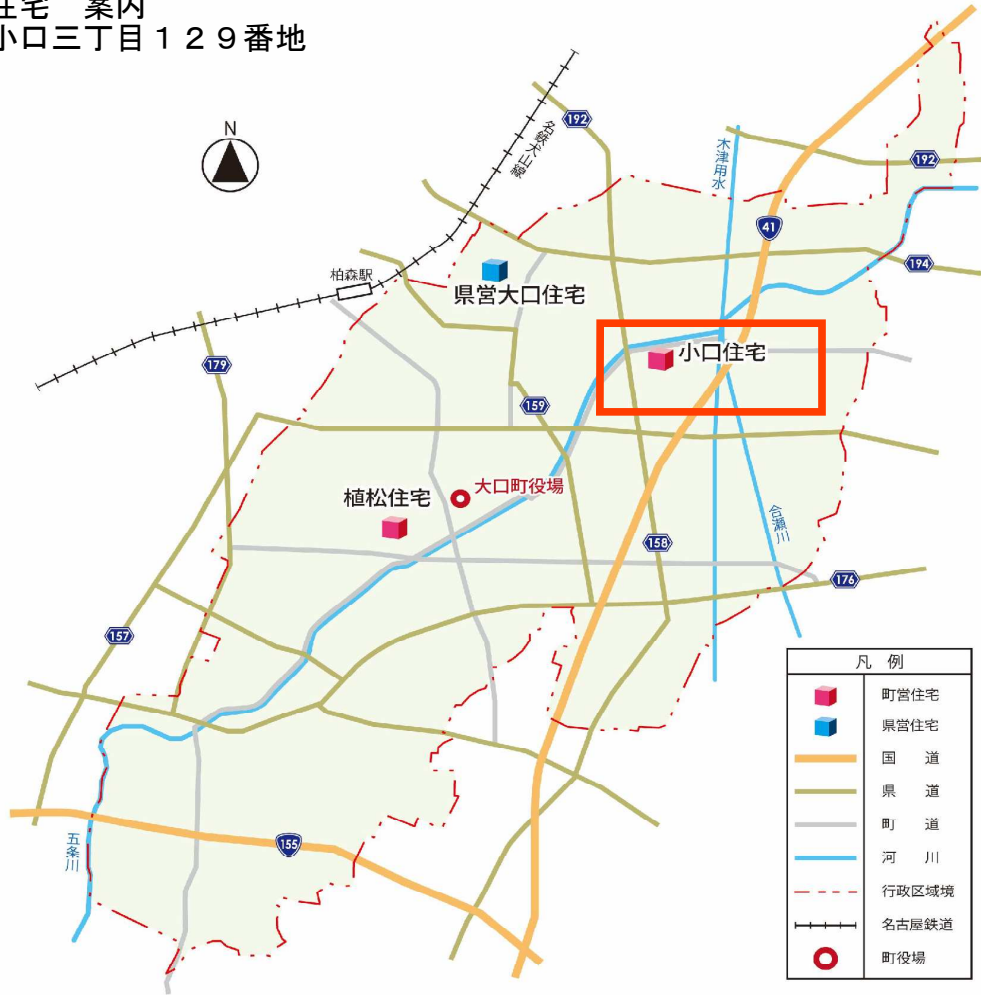 住宅 案内
小口三丁目129番地
N
192
名鉄犬山線
木津用水
192
41
194
柏森駅
県営大口住宅
小口住宅
179
159
植松住宅
大口町役場
合瀬川
158
176
157
五条川
155
凡 例
町営住宅
県営住宅
国 道
県 道
町 道
河 川
行政区域境
名古屋鉄道
町役場